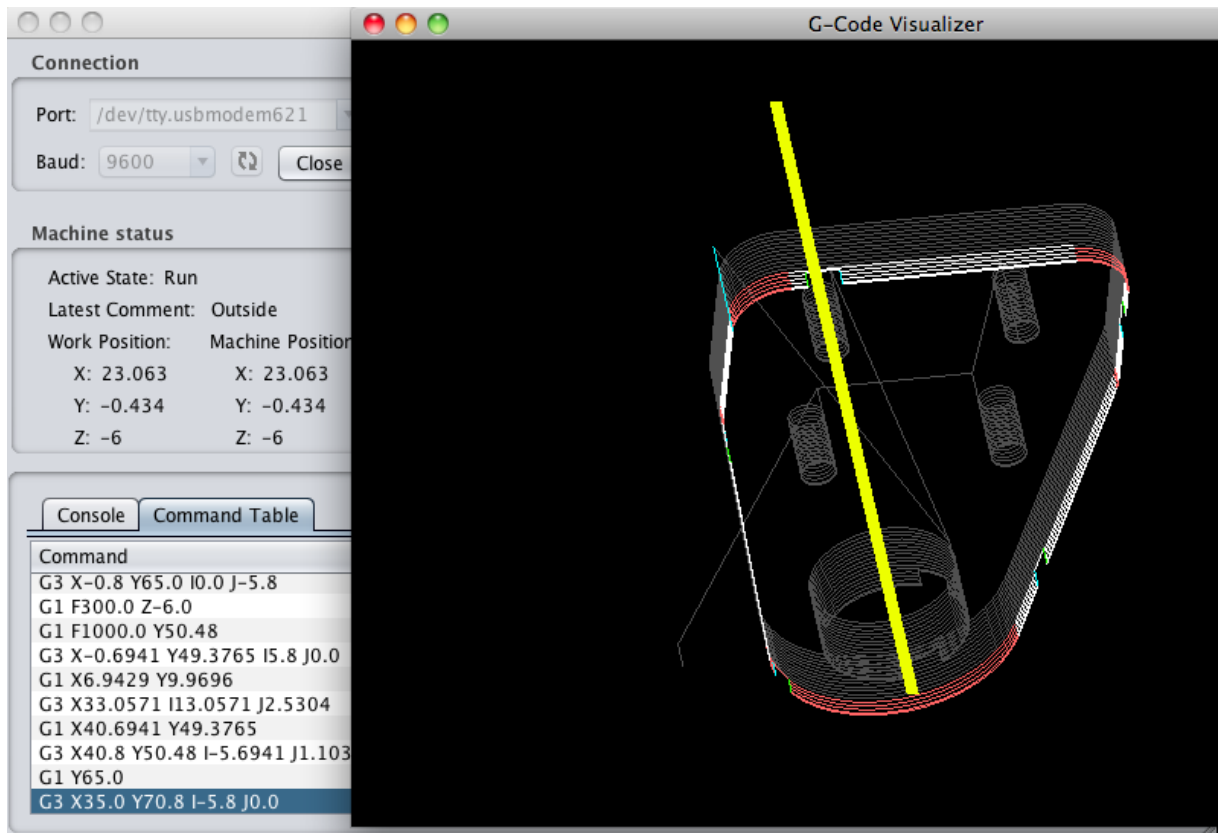 G-Code Visualizer
Connection
Port: /dev/tty.usbmodem621
Baud: 9600 Close
Machine status
Active State: Run
Latest Comment: Outside
Work Position: Machine Position
X: 23.063 X: 23.063
Y: -0.434 Y: -0.434
Z: -6 Z: -6
Console Command Table
Command
G3 X-0.8 Y65.0 I0.0 J-5.8
G1 F300.0 Z-6.0
G1 F1000.0 Y50.48
G3 X-0.6941 Y49.3765 I5.8 J0.0
G1 X6.9429 Y9.9696
G3 X33.0571 I13.0571 J2.5304
G1 X40.6941 Y49.3765
G3 X40.8 Y50.48 I-5.6941 J1.103
G1 Y65.0
G3 X35.0 Y70.8 I-5.8 J0.0